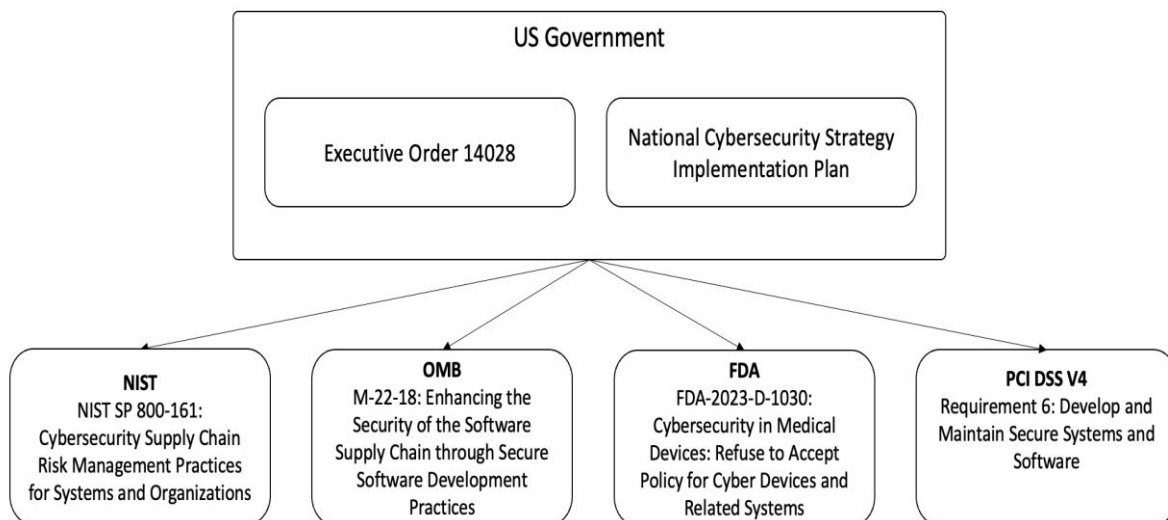 US Government
Executive Order 14028
National Cybersecurity Strategy
Implementation Plan
NIST
NIST SP 800-161:
Cybersecurity Supply Chain
Risk Management Practices
for Systems and Organizations
OMB
M-22-18: Enhancing the
Security of the Software
Supply Chain through Secure
Software Development
Practices
FDA
FDA-2023-D-1030:
Cybersecurity in Medical
Devices: Refuse to Accept
Policy for Cyber Devices and
Related Systems
PCI DSS V4
Requirement 6: Develop and
Maintain Secure Systems and
Software